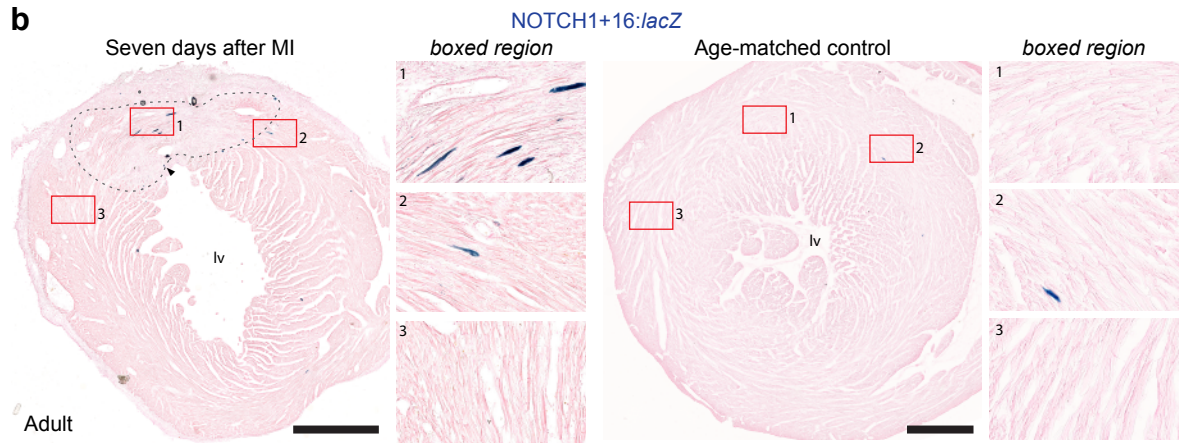 b
NOTCH1+16:lacZ
Seven days after MI
boxed region
Age-matched control
boxed region
1
2
3
lv
Adult
1
2
3
1
2
3
lv
1
2
3